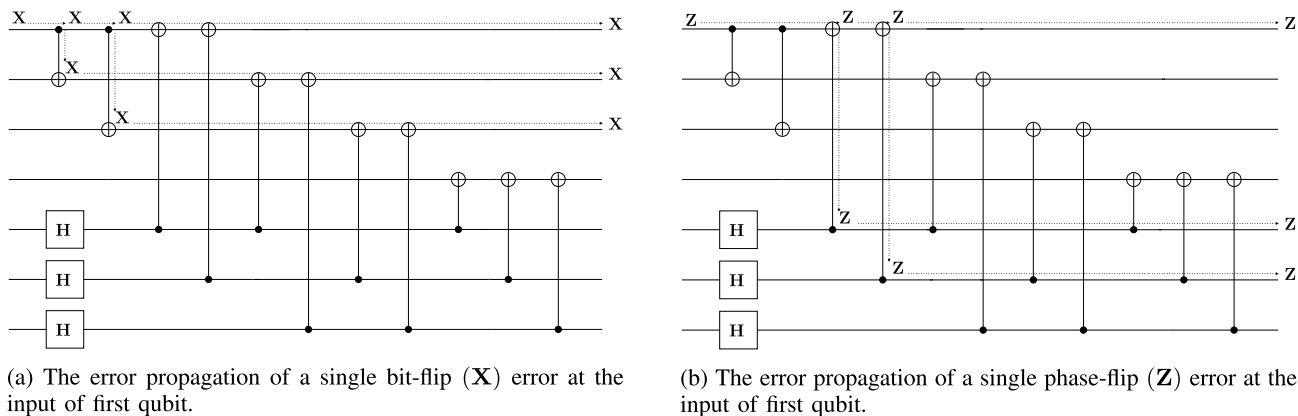 X X X X
X X
X X
H
H
H
(a) The error propagation of a single bit-flip (X) error at the
input of first qubit.
Z Z Z Z
Z Z
Z Z
H
H
H
(b) The error propagation of a single phase-flip (Z) error at the
input of first qubit.